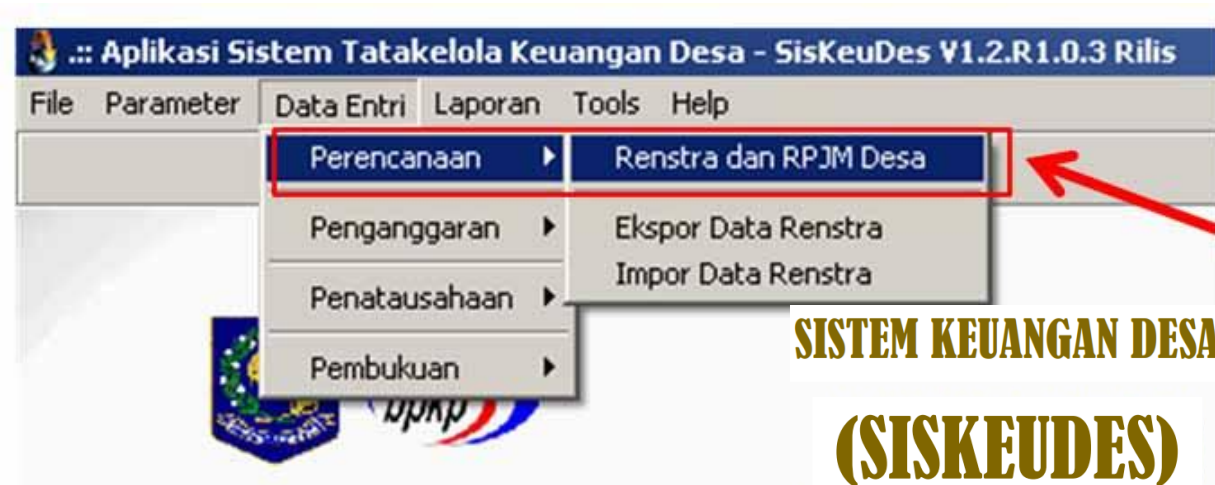 .:: Aplikasi Sistem Tatakelola Keuangan Desa - SisKeuDes V1.2.R1.0.3 Rilis
File Parameter Data Entri Laporan Tools Help
Perencanaan Renstra dan RPJM Desa
Penganggaran Ekspor Data Renstra
Impor Data Renstra
Penatausahaan
SISTEM KEUANGAN DESA
Pembukuan
bpkp
(SISKEUDES)